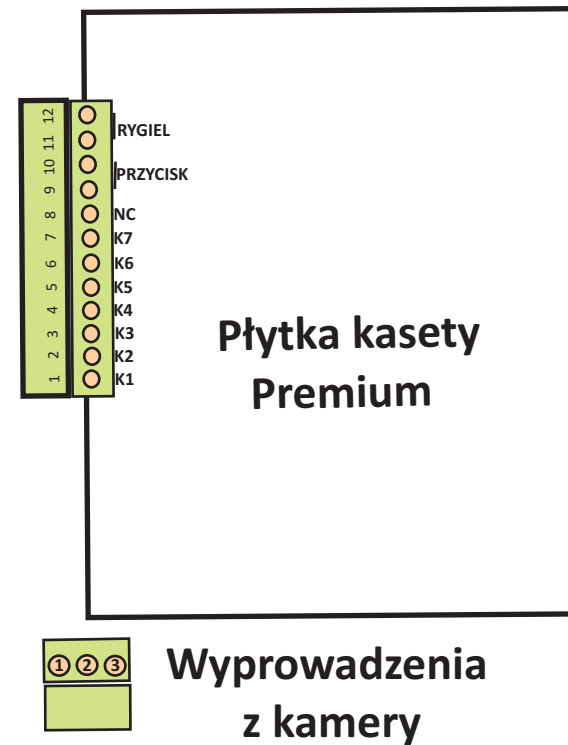 12
11
RYGIEL
10
PRZYCISK
9
8 NC
7 K7
6 K6
5 K5
4 K4
3 K3
2 K2
1 K1
Płytka kasety
Premium
1 2 3
Wyprowadzenia
z kamery